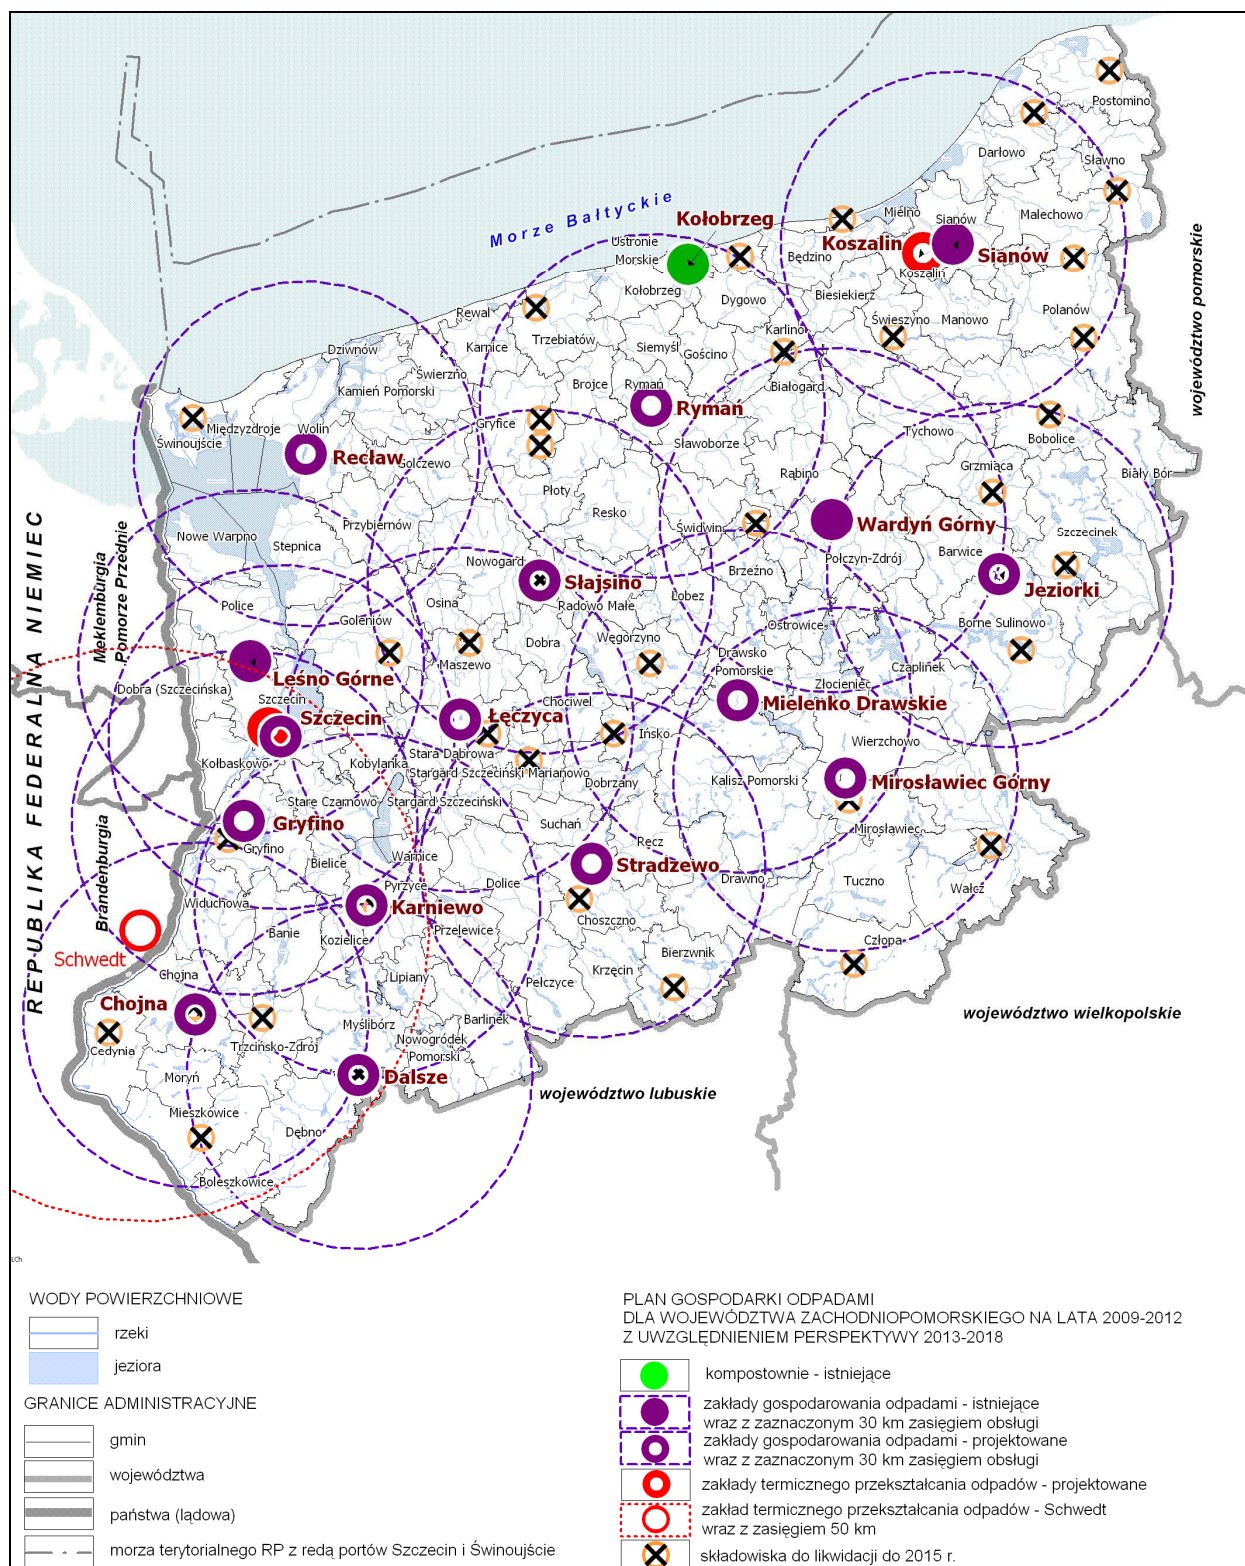 Postomino
Darłowo
Sławno
Morze Bałtyckie
Kołobrzeg
Mielno
Sianów
Malechowo
Ustronie
Morskie
Koszalin
Sianów
Będzino
Koszalin
województwo pomorskie
Kołobrzeg
Dygowo
Biesiekierz
Rewal
Karlino
Świeszyno
Manowo
Polanów
Trzebiatów
Siemyśl
Gościno
Dziwnów
Karnice
Świerzno
Kamień Pomorski
Brojce
Rymań
Białogard
Rymań
Międzyzdroje
Wolin
Świnoujście
Gryfice
Sławoborze
Tychowo
Bobolice
Recław
Golczewo
Rąbino
Grzmiąca
Biały Bór
Płoty
Resko
Przybiernów
Świdwin
Wardyń Górny
Szczecinek
Nowe Warpno
Stepnica
Nowogard
Połczyn-Zdrój
Barwice
Słajsino
Brzeźno
Jeziorki
REPUBLIKA FEDERALNA NIEMIEC
Meklemburgia
Pomorze Przednie
Police
Osina
Radowo Małe
Łobez
Goleniów
Ostrowice
Borne Sulinowo
Dobra
Węgorzyno
Drawsko
Pomorskie
Czaplinek
Maszewo
Leśno Górne
Złocieniec
Dobra (Szczecińska)
Szczecin
Chociwel
Mielenko Drawskie
Szczecin
Łęczyca
Ińsko
Wierzchowo
Kołbaskowo
Kobylanka
Stara Dąbrowa
Stargard Szczeciński
Marianowo
Dobrzany
Kalisz Pomorski
Mirosławiec Górny
Stare Czarnowo
Stargard Szczeciński
Gryfino
Suchań
Mirosławiec
Gryfino
Recz
Bielice
Warnice
Stradzewo
Brandenburgia
Pyrzyce
Dolice
Drawno
Tuczno
Wałcz
Widuchowa
Karniewo
Choszczno
Banie
Kozielice
Przelewice
Człopa
Schwedt
Bierzwnik
Chojna
Lipiany
Pełczyce
Krzęcin
Chojna
Barlinek
województwo wielkopolskie
Myślibórz
Cedynia
Trzcińsko-Zdrój
Nowogródek
Pomorski
Moryń
Dalsze
województwo lubuskie
Mieszkowice
Dębno
Boleszkowice
WODY POWIERZCHNIOWE
rzeki
jeziora
GRANICE ADMINISTRACYJNE
gmin
województwa
państwa (lądowa)
morza terytorialnego RP z redą portów Szczecin i Świnoujście
PLAN GOSPODARKI ODPADAMI
DLA WOJEWÓDZTWA ZACHODNIOPOMORSKIEGO NA LATA 2009-2012
Z UWZGLĘDNIENIEM PERSPEKTYWY 2013-2018
kompostownie - istniejące
zakłady gospodarowania odpadami - istniejące
wraz z zaznaczonym 30 km zasięgiem obsługi
zakłady gospodarowania odpadami - projektowane
wraz z zaznaczonym 30 km zasięgiem obsługi
zakłady termicznego przekształcania odpadów - projektowane
zakład termicznego przekształcania odpadów - Schwedt
wraz z zasięgiem 50 km
składowiska do likwidacji do 2015 r.